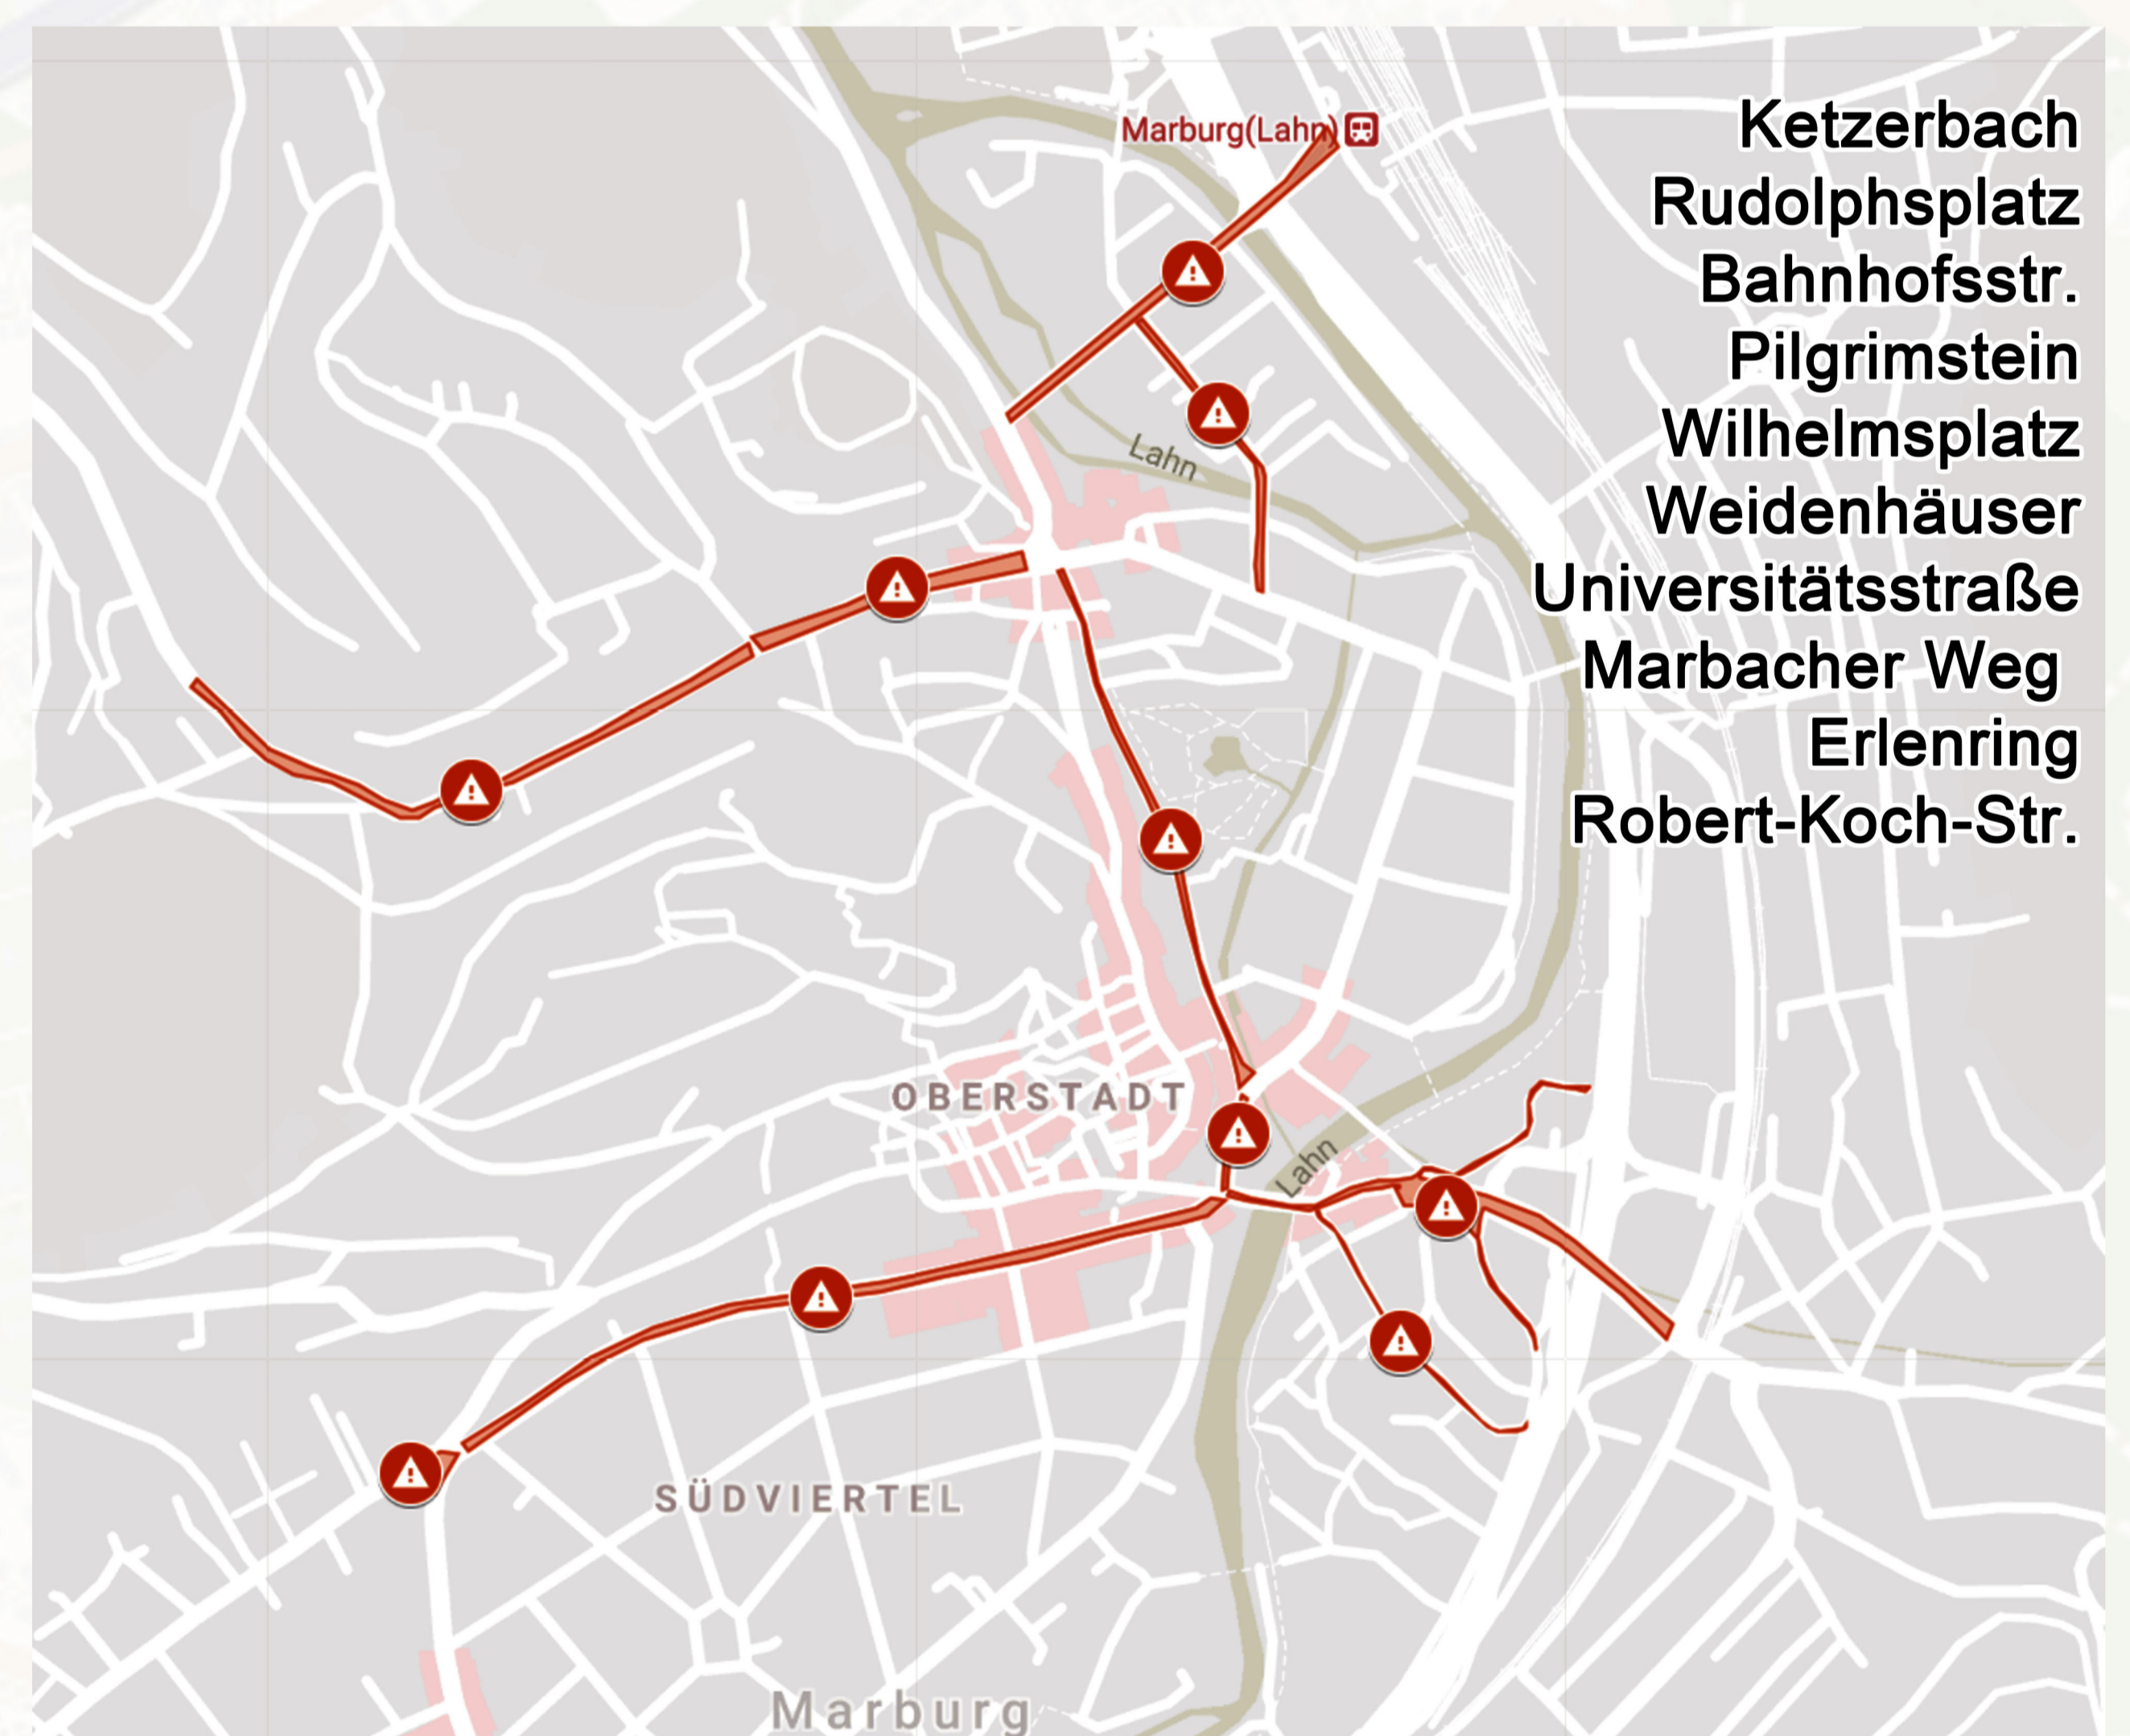 Marburg(Lahn)
Ketzerbach
Rudolphsplatz
Bahnhofsstr.
Pilgrimstein
Wilhelmsplatz
Weidenhäuser
Universitätsstraße
Marbacher Weg
Erlenring
Robert-Koch-Str.
Lahn
OBERSTADT
Lahn
SÜDVIERTEL
Marburg